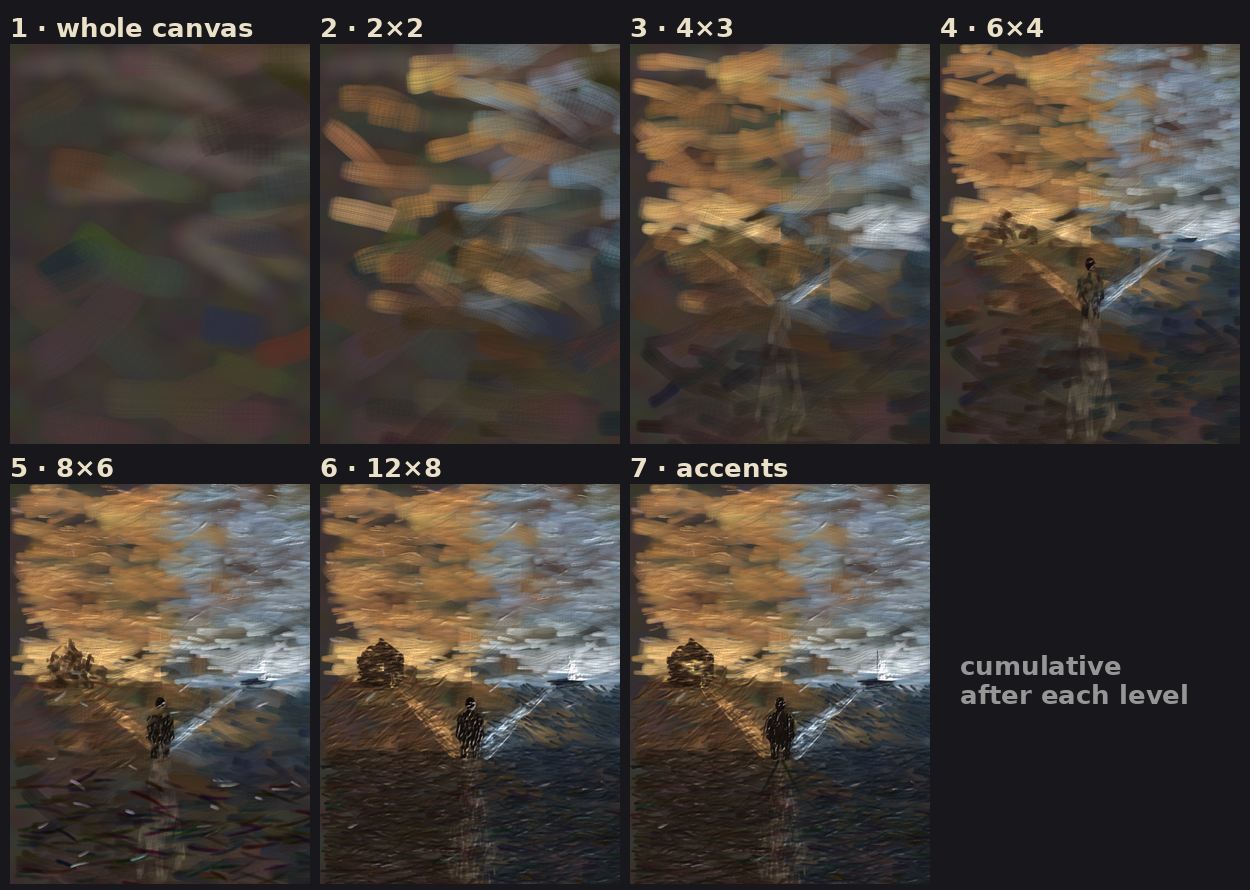 1 · whole canvas
2 · 2×2
3 · 4×3
4 · 6×4
5 · 8×6
6 · 12×8
7 · accents
cumulative
after each level